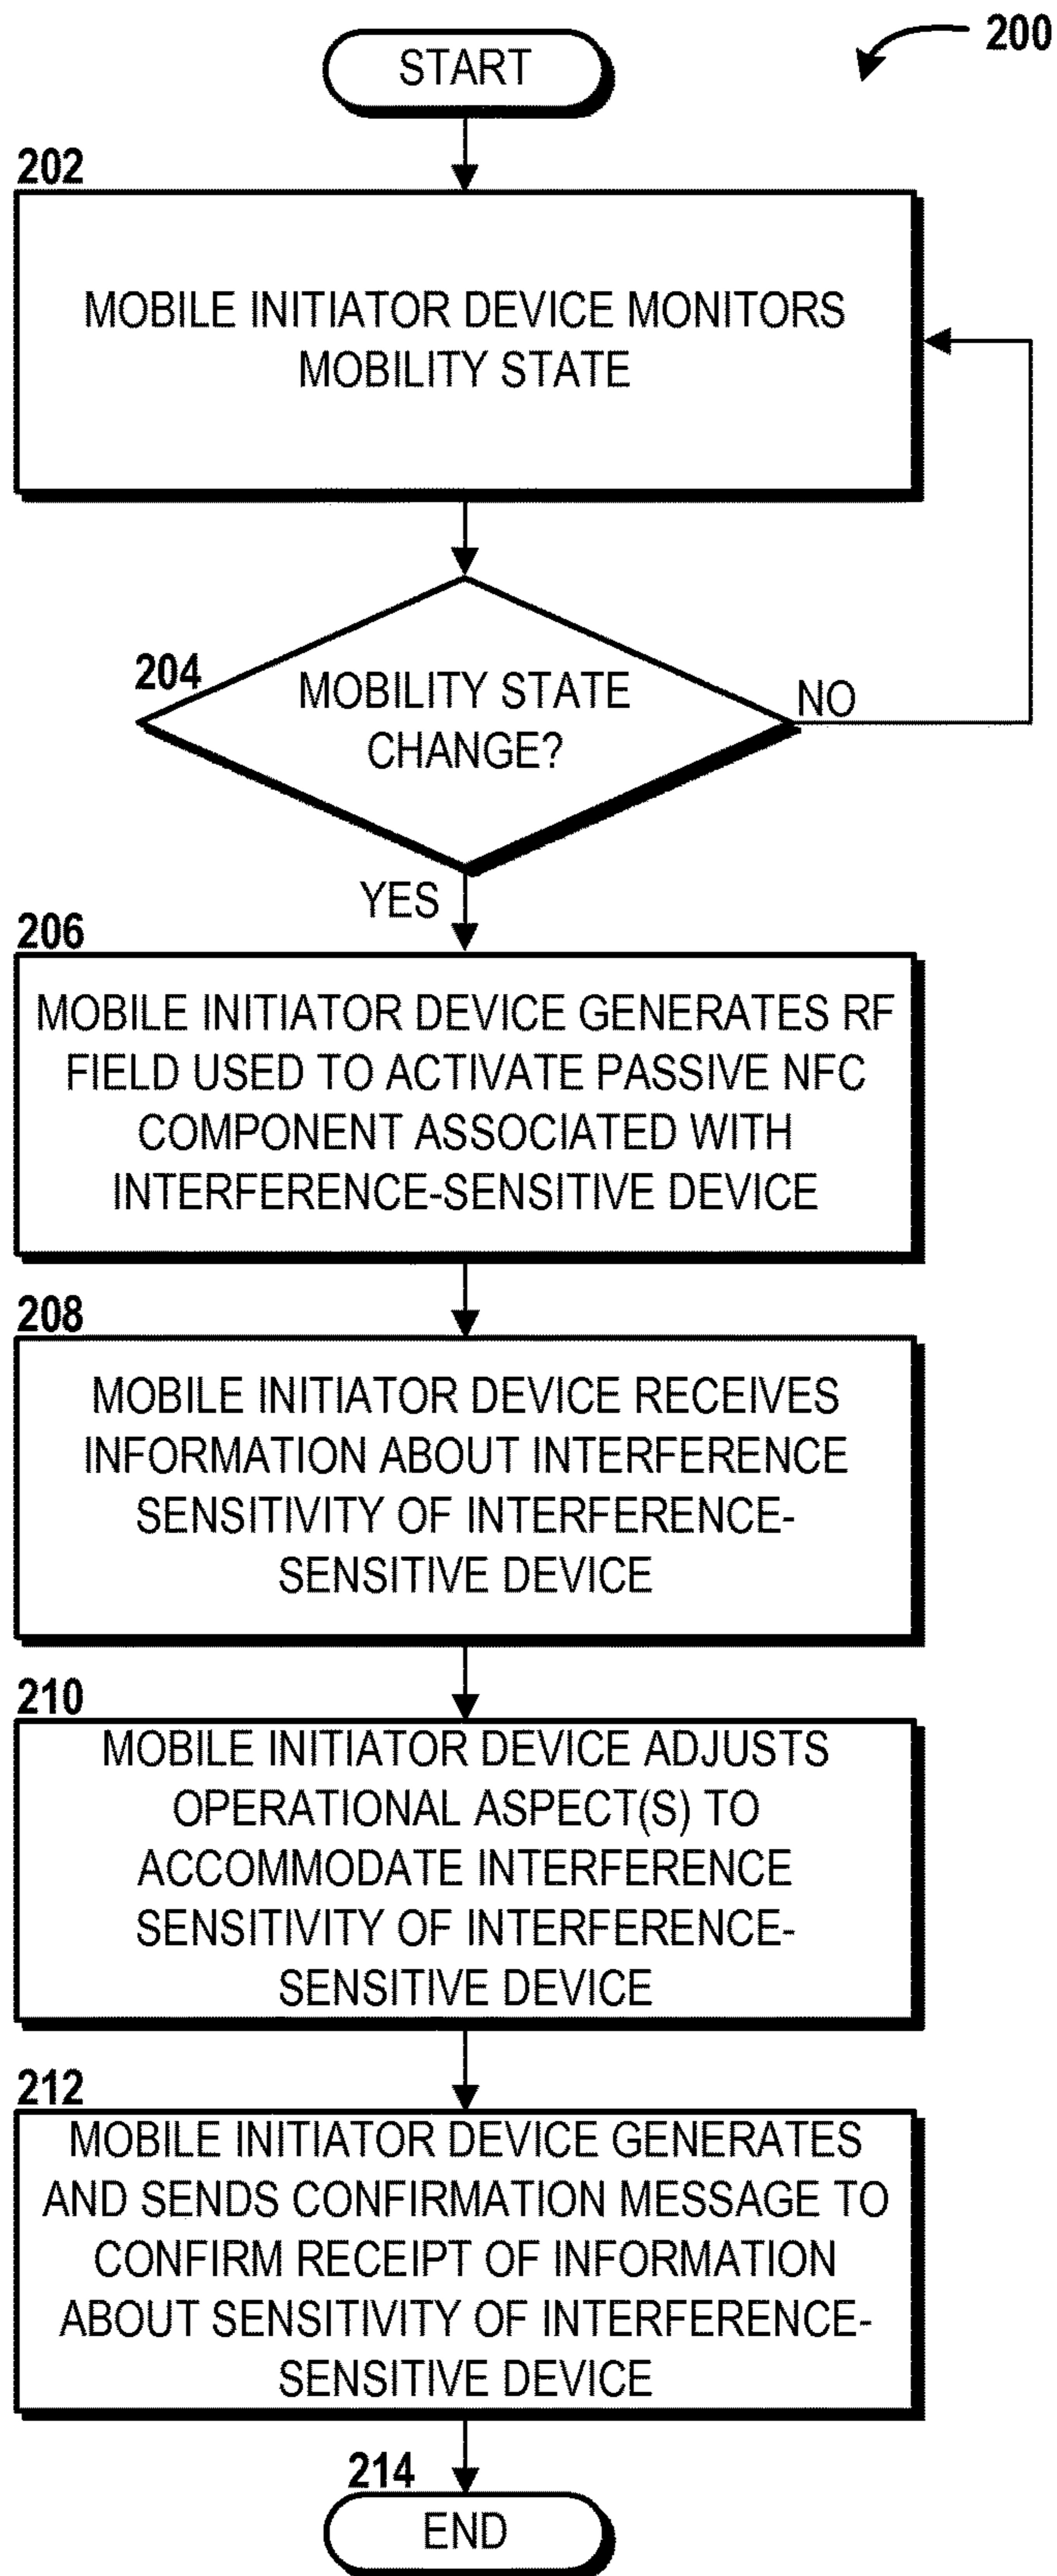 200
START
202
MOBILE INITIATOR DEVICE MONITORS
MOBILITY STATE
204
MOBILITY STATE
CHANGE?
NO
YES
206
MOBILE INITIATOR DEVICE GENERATES RF
FIELD USED TO ACTIVATE PASSIVE NFC
COMPONENT ASSOCIATED WITH
INTERFERENCE-SENSITIVE DEVICE
208
MOBILE INITIATOR DEVICE RECEIVES
INFORMATION ABOUT INTERFERENCE
SENSITIVITY OF INTERFERENCE-
SENSITIVE DEVICE
210
MOBILE INITIATOR DEVICE ADJUSTS
OPERATIONAL ASPECT(S) TO
ACCOMMODATE INTERFERENCE
SENSITIVITY OF INTERFERENCE-
SENSITIVE DEVICE
212
MOBILE INITIATOR DEVICE GENERATES
AND SENDS CONFIRMATION MESSAGE TO
CONFIRM RECEIPT OF INFORMATION
ABOUT SENSITIVITY OF INTERFERENCE-
SENSITIVE DEVICE
214
END